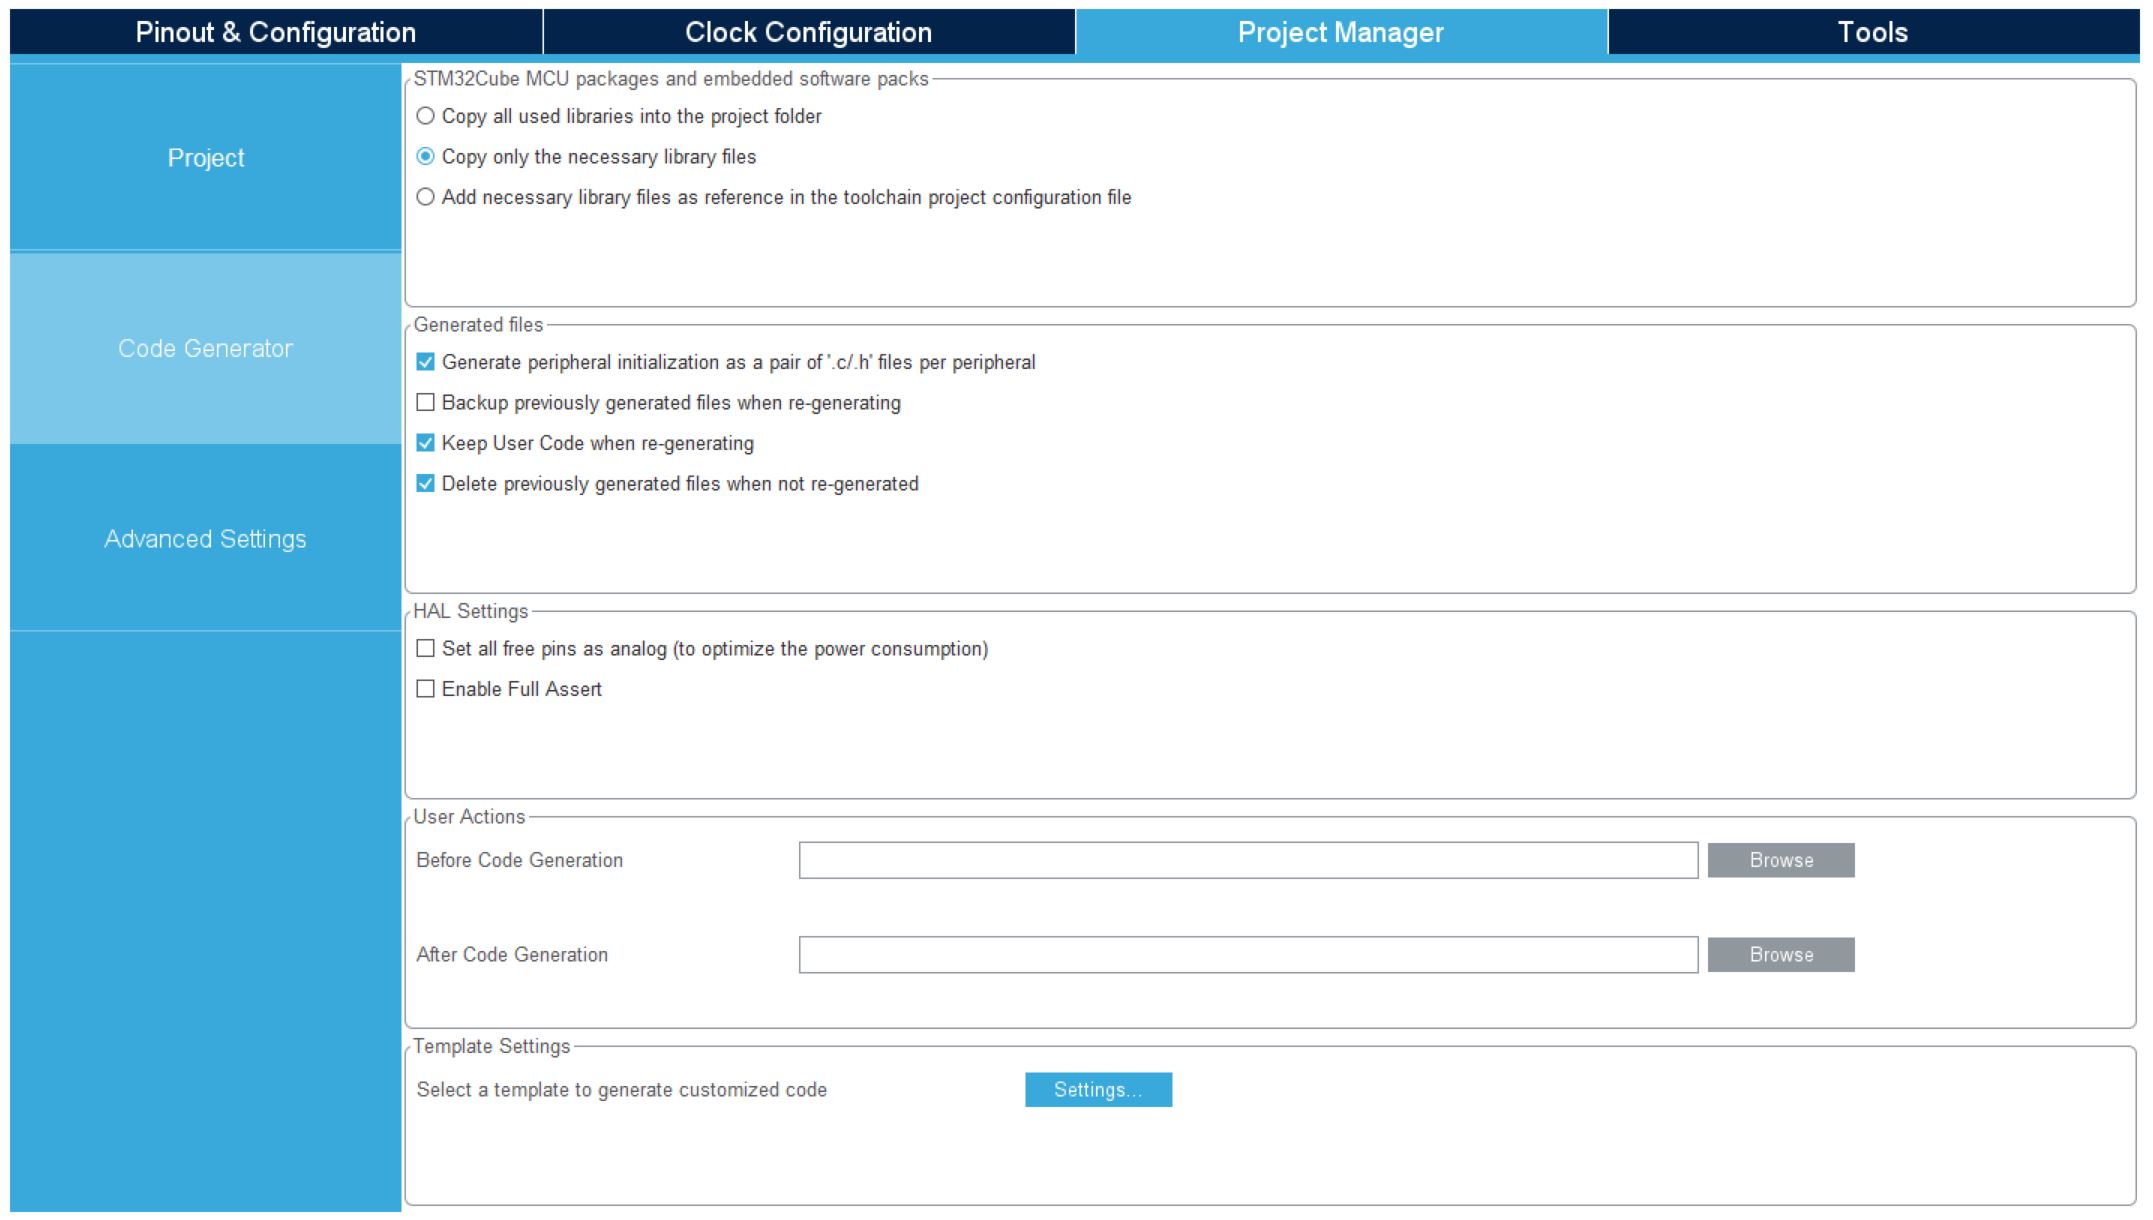 Pinout & Configuration
Clock Configuration
Project Manager
Tools
Project
Code Generator
Advanced Settings
STM32Cube MCU packages and embedded software packs
Copy all used libraries into the project folder
Copy only the necessary library files
Add necessary library files as reference in the toolchain project configuration file
Generated files
Generate peripheral initialization as a pair of '.c/.h' files per peripheral
Backup previously generated files when re-generating
Keep User Code when re-generating
Delete previously generated files when not re-generated
HAL Settings
Set all free pins as analog (to optimize the power consumption)
Enable Full Assert
User Actions
Before Code Generation
Browse
After Code Generation
Browse
Template Settings
Select a template to generate customized code
Settings...